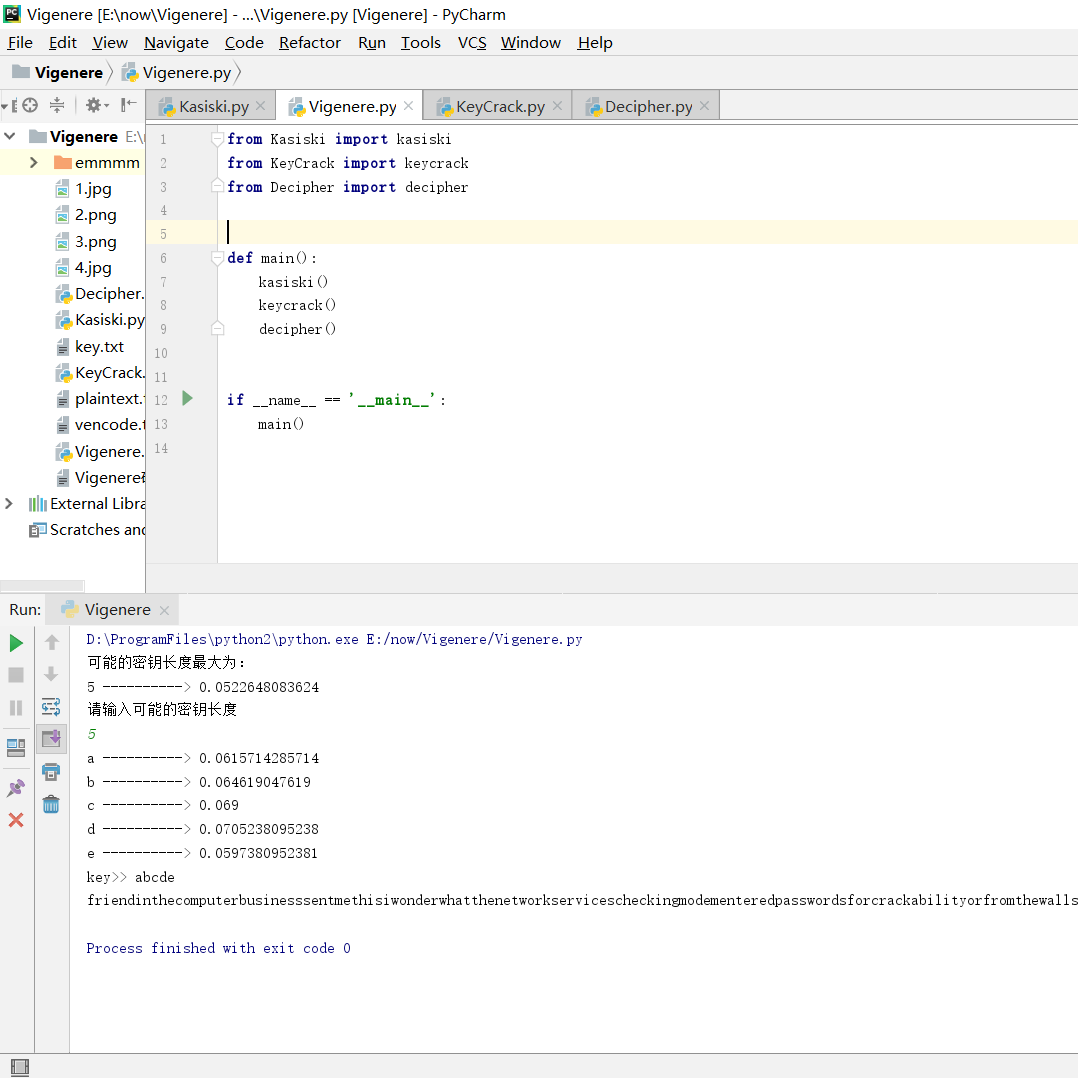 Vigenere [E:\now\Vigenere] - ...\Vigenere.py [Vigenere] - PyCharm
File Edit View Navigate Code Refactor Run Tools VCS Window Help
Vigenere Vigenere.py
Kasiski.py Vigenere.py KeyCrack.py Decipher.py
Vigenere E:\
emmmm
1.jpg
2.png
3.png
4.jpg
Decipher.
Kasiski.py
key.txt
KeyCrack.
plaintext.
vencode.t
Vigenere.
Vigenere
External Libra
Scratches and
1 from Kasiski import kasiski
2 from KeyCrack import keycrack
3 from Decipher import decipher
4
5
6 def main():
7 kasiski()
8 keycrack()
9 decipher()
10
11
12 if __name__ == '__main__':
13 main()
14
Run: Vigenere
D:\ProgramFiles\python2\python.exe E:/now/Vigenere/Vigenere.py
可能的密钥长度最大为：
5 ----------> 0.0522648083624
请输入可能的密钥长度
5
a ----------> 0.0615714285714
b ----------> 0.064619047619
c ----------> 0.069
d ----------> 0.0705238095238
e ----------> 0.0597380952381
key>> abcde
friendinthecomputerbusinesssentmethisiwonderwhatthenetworkservicescheckingmodementeredpasswordsforcrackabilityorfromthewalls
Process finished with exit code 0